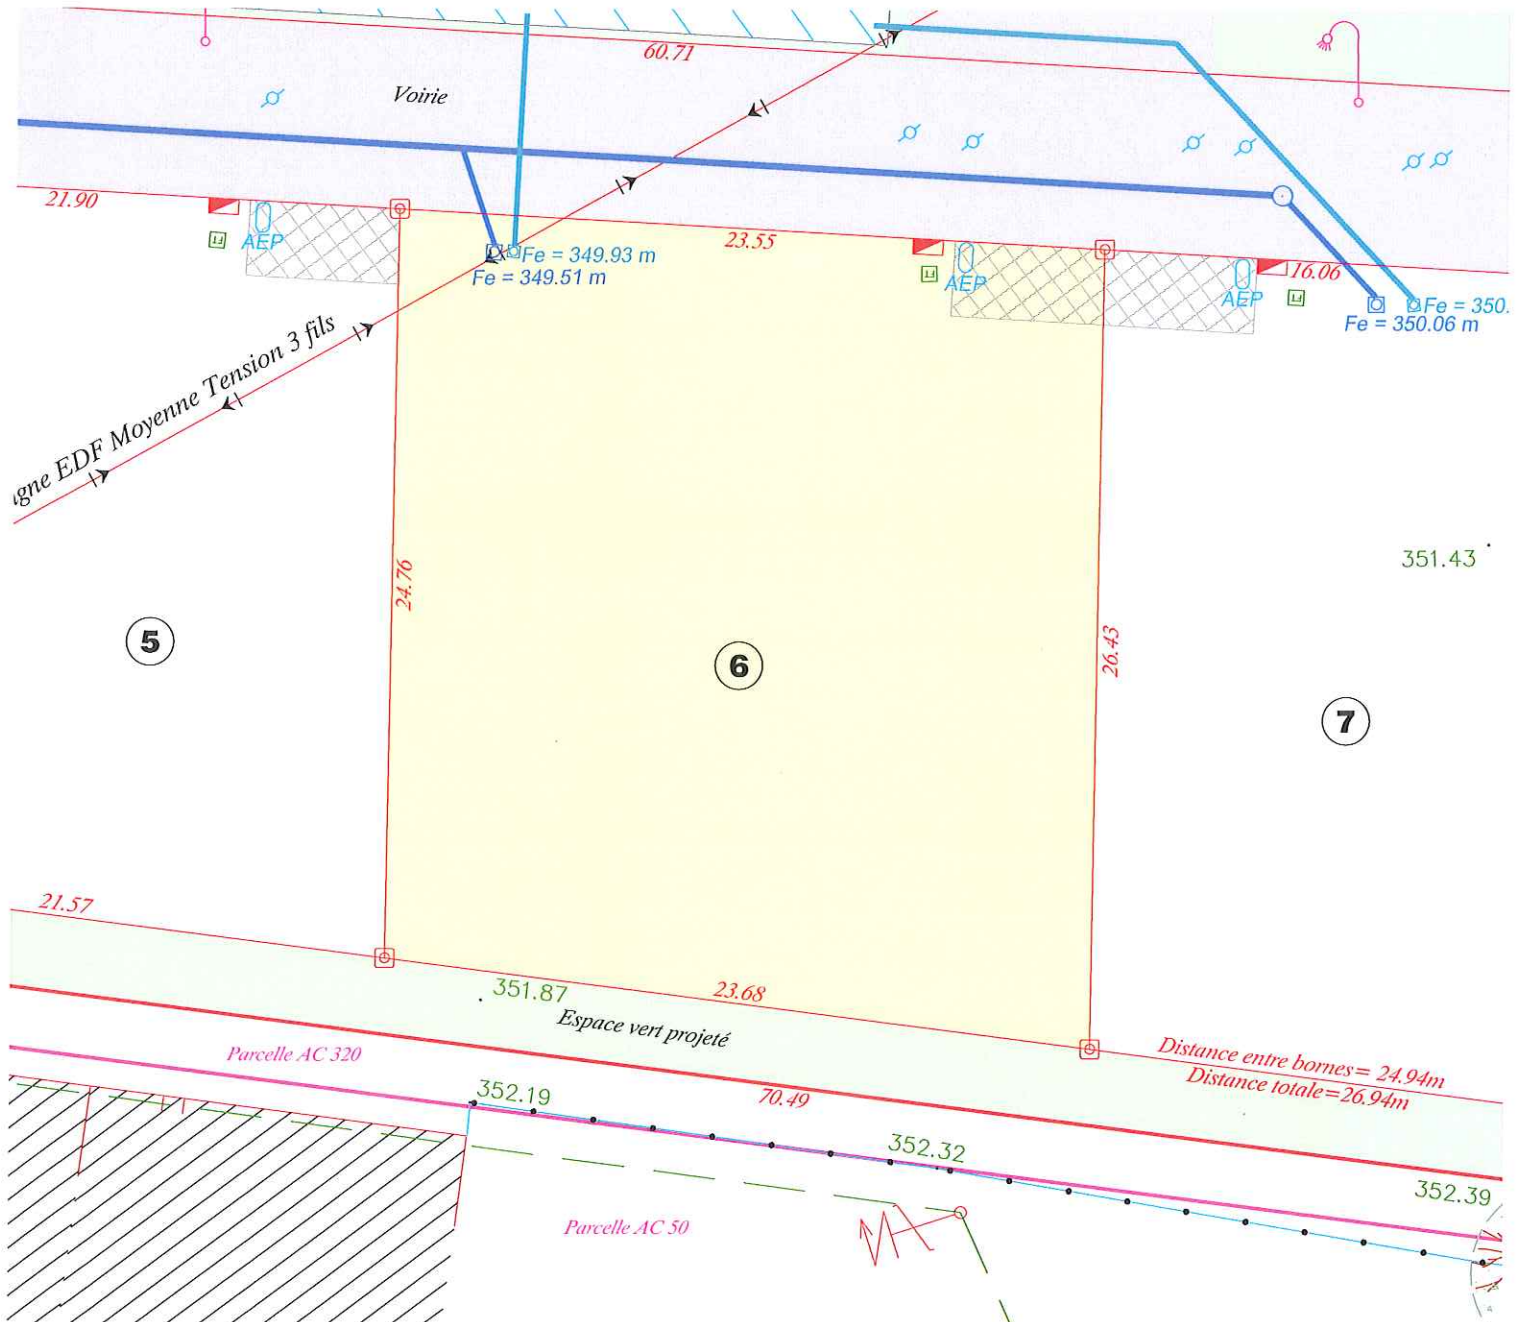 60.71
Voirie
21.90
AEP
23.55
Fe = 349.93 m
Fe = 349.51 m
AEP
AEP
16.06
Fe = 350.
Fe = 350.06 m
igne EDF Moyenne Tension 3 fils
351.43
24.76
5
6
26.43
7
21.57
351.87
23.68
Espace vert projeté
Distance entre bornes= 24.94m
Distance totale=26.94m
Parcelle AC 320
352.19
70.49
352.32
352.39
Parcelle AC 50